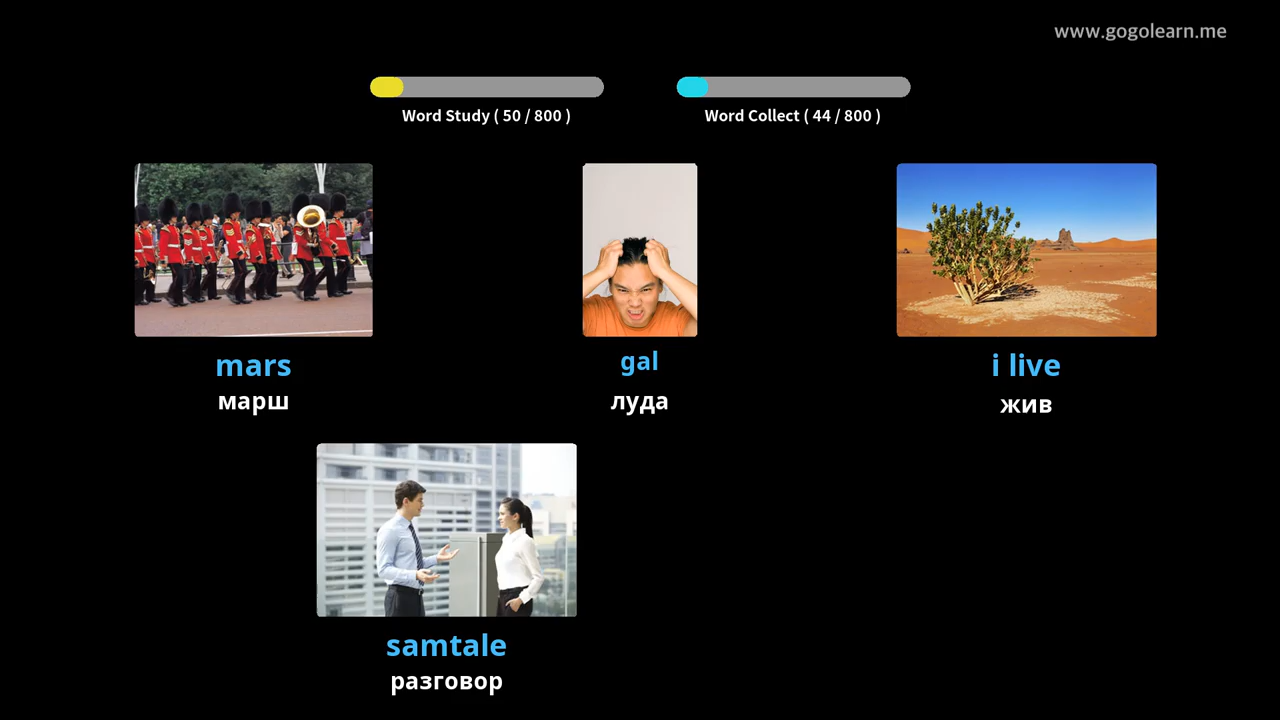 www.gogolearn.me
Word Study ( 50 / 800 )
Word Collect ( 44 / 800 )
mars
марш
gal
луда
i live
жив
samtale
разговор